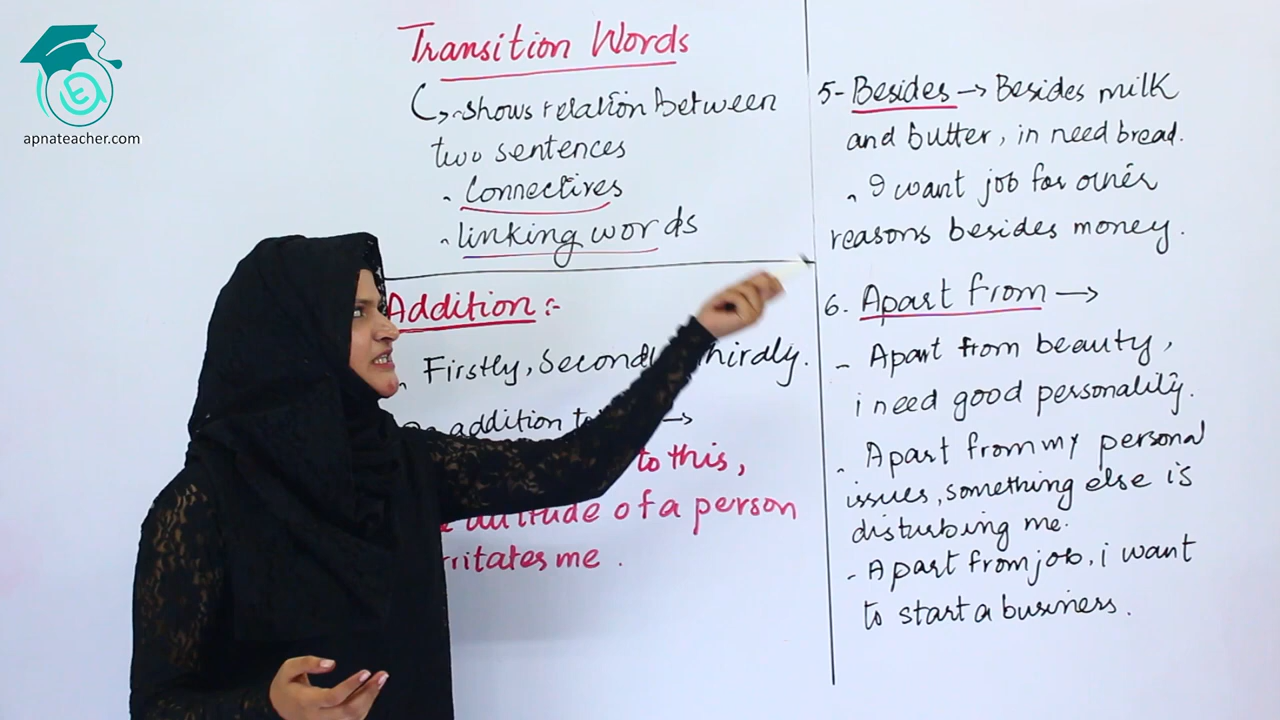 apnateacher.com
Transition Words
shows relation between
two sentences
Connectives
linking words
Addition :-
Firstly, Secondly, Thirdly.
addition to
to this,
attitude of a person
irritates me .
5- Besides → Besides milk
and butter, in need bread.
I want job for other
reasons besides money.
6. Apart from →
- Apart from beauty,
i need good personality.
Apart from my personal
issues, something else is
disturbing me.
- Apart from job, i want
to start a business.